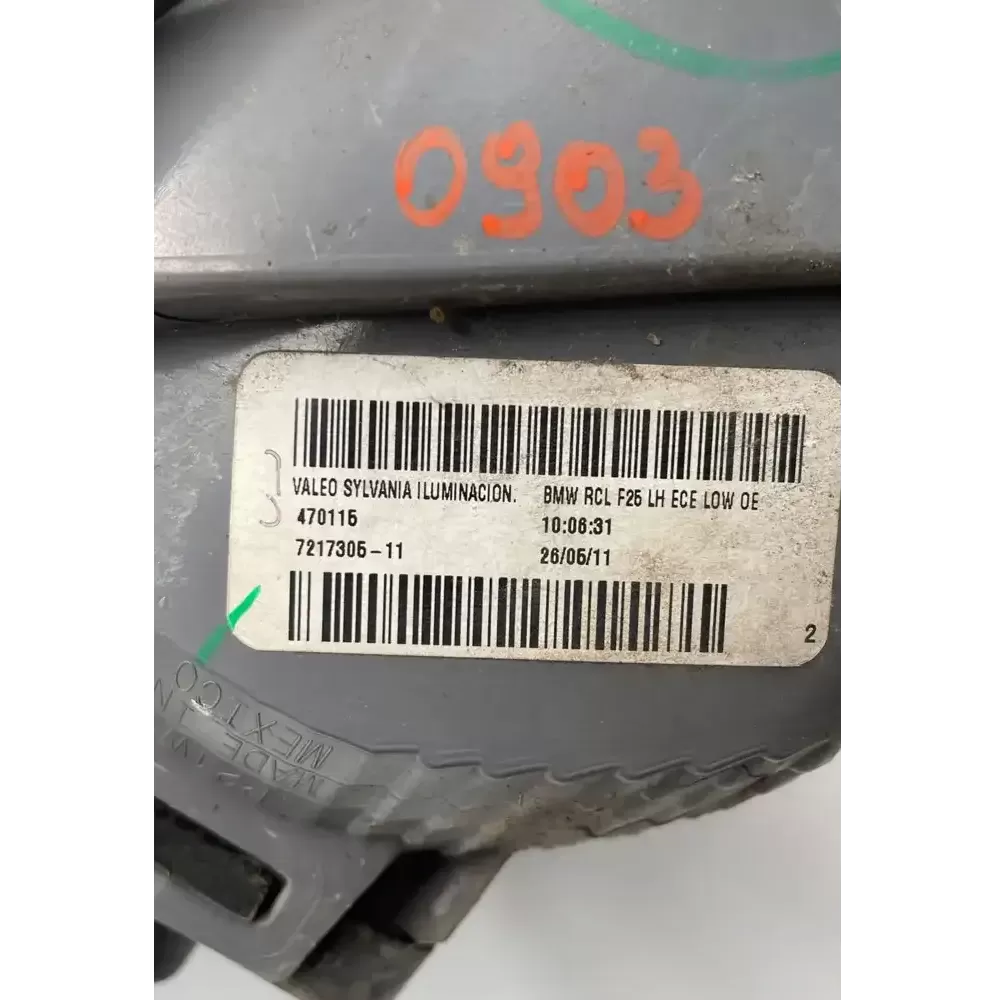 0903
VALEO SYLVANIA ILUMINACION. BMW RCL F25 LH ECE LOW OE
470115 10:06:31
7217305-11 26/05/11
2
MADE IN
MEXICO